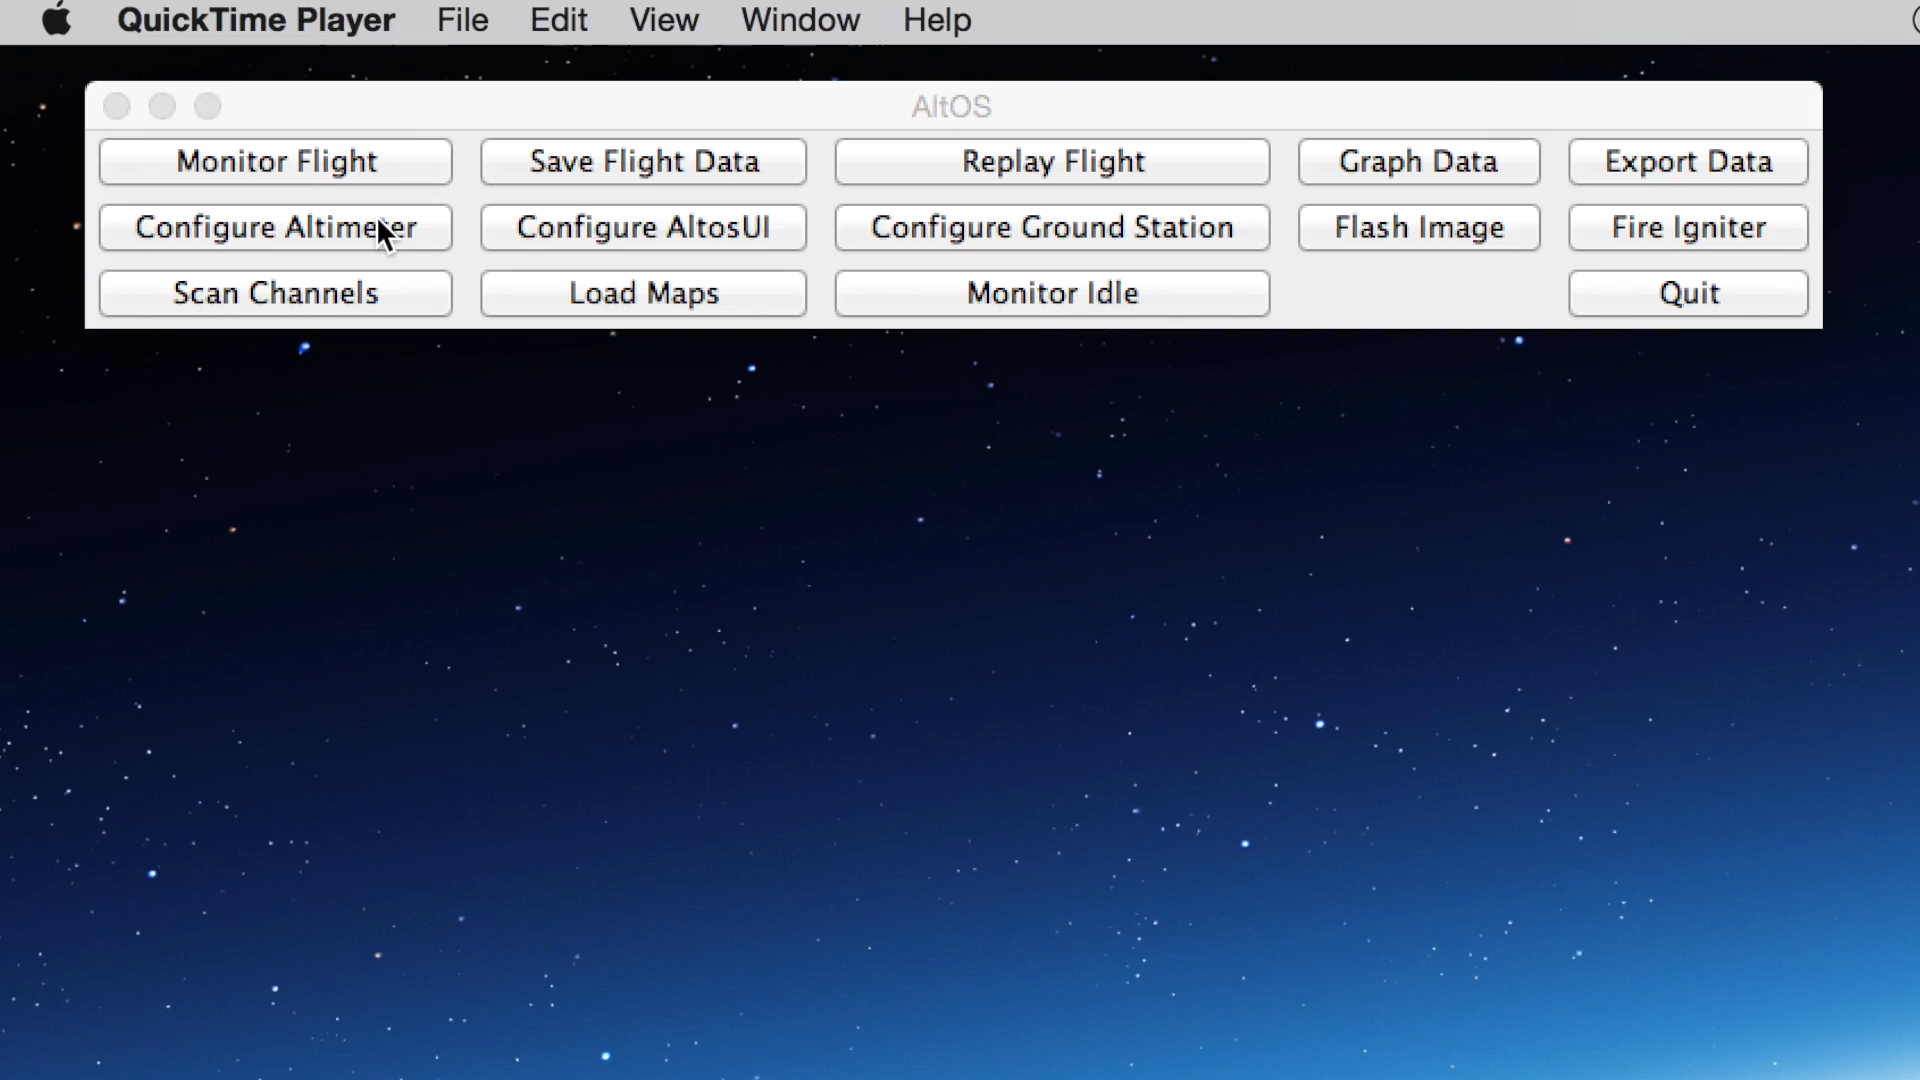 QuickTime Player File Edit View Window Help
AltOS
Monitor Flight Save Flight Data Replay Flight Graph Data Export Data
Configure Altimeter Configure AltosUI Configure Ground Station Flash Image Fire Igniter
Scan Channels Load Maps Monitor Idle Quit